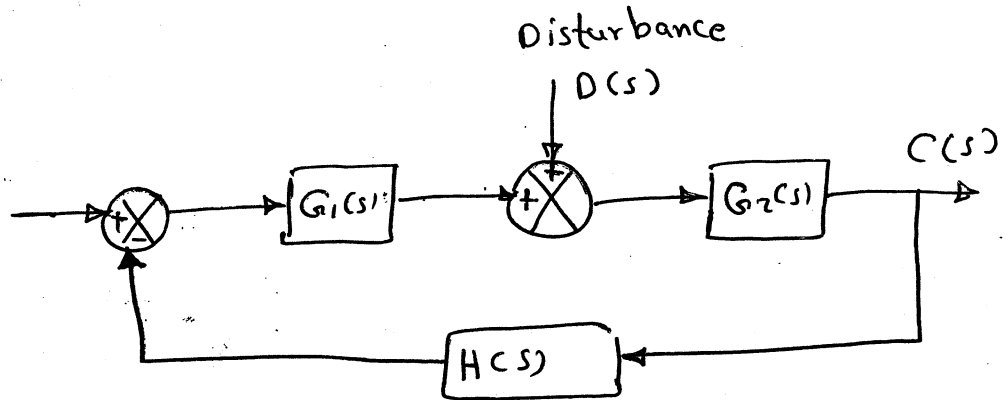 Disturbance
D(s)
C(s)
+
-
G₁(s)
+
+
G₂(s)
H(s)